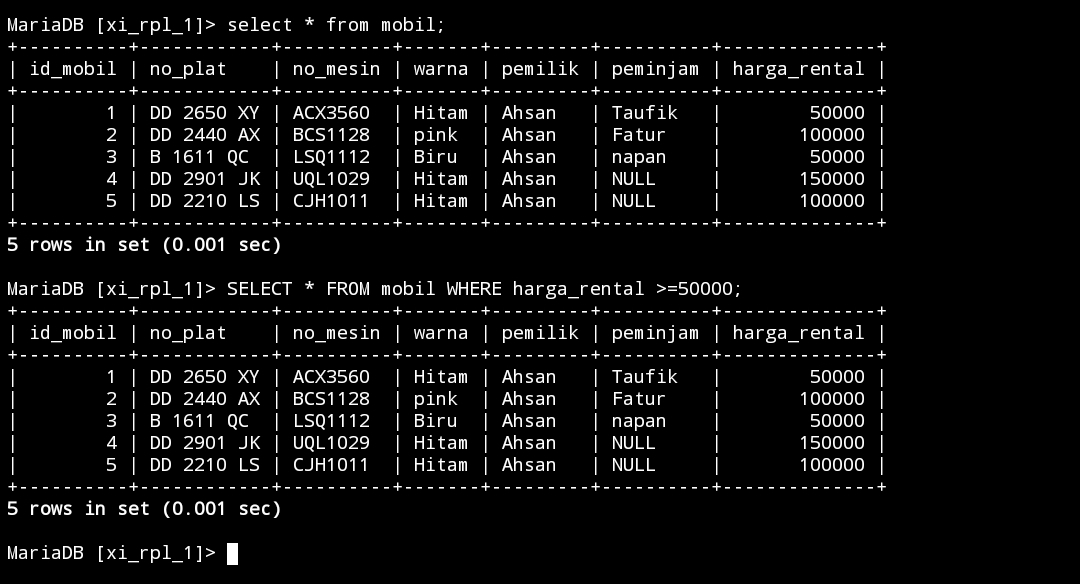 MariaDB [xi_rpl_1]> select * from mobil;
+----------+------------+----------+-------+---------+----------+--------------+
| id_mobil | no_plat    | no_mesin | warna | pemilik | peminjam | harga_rental |
+----------+------------+----------+-------+---------+----------+--------------+
|        1 | DD 2650 XY | ACX3560  | Hitam | Ahsan   | Taufik   |        50000 |
|        2 | DD 2440 AX | BCS1128  | pink  | Ahsan   | Fatur    |       100000 |
|        3 | B 1611 QC  | LSQ1112  | Biru  | Ahsan   | napan    |        50000 |
|        4 | DD 2901 JK | UQL1029  | Hitam | Ahsan   | NULL     |       150000 |
|        5 | DD 2210 LS | CJH1011  | Hitam | Ahsan   | NULL     |       100000 |
+----------+------------+----------+-------+---------+----------+--------------+
5 rows in set (0.001 sec)
MariaDB [xi_rpl_1]> SELECT * FROM mobil WHERE harga_rental >=50000;
+----------+------------+----------+-------+---------+----------+--------------+
| id_mobil | no_plat    | no_mesin | warna | pemilik | peminjam | harga_rental |
+----------+------------+----------+-------+---------+----------+--------------+
|        1 | DD 2650 XY | ACX3560  | Hitam | Ahsan   | Taufik   |        50000 |
|        2 | DD 2440 AX | BCS1128  | pink  | Ahsan   | Fatur    |       100000 |
|        3 | B 1611 QC  | LSQ1112  | Biru  | Ahsan   | napan    |        50000 |
|        4 | DD 2901 JK | UQL1029  | Hitam | Ahsan   | NULL     |       150000 |
|        5 | DD 2210 LS | CJH1011  | Hitam | Ahsan   | NULL     |       100000 |
+----------+------------+----------+-------+---------+----------+--------------+
5 rows in set (0.001 sec)
MariaDB [xi_rpl_1]>